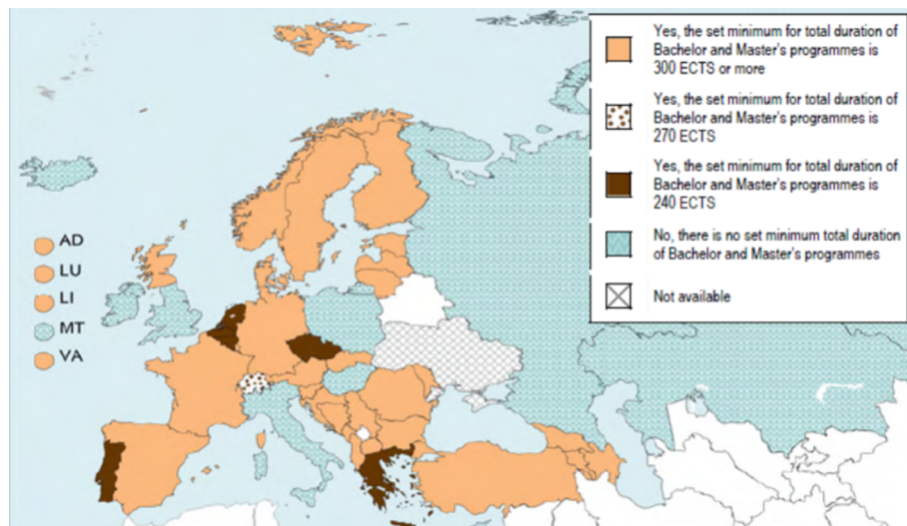 Yes, the set minimum for total duration of
Bachelor and Master's programmes is
300 ECTS or more
Yes, the set minimum for total duration of
Bachelor and Master's programmes is
270 ECTS
Yes, the set minimum for total duration of
Bachelor and Master's programmes is
240 ECTS
No, there is no set minimum total duration
of Bachelor and Master's programmes
Not available
AD
LU
LI
MT
VA